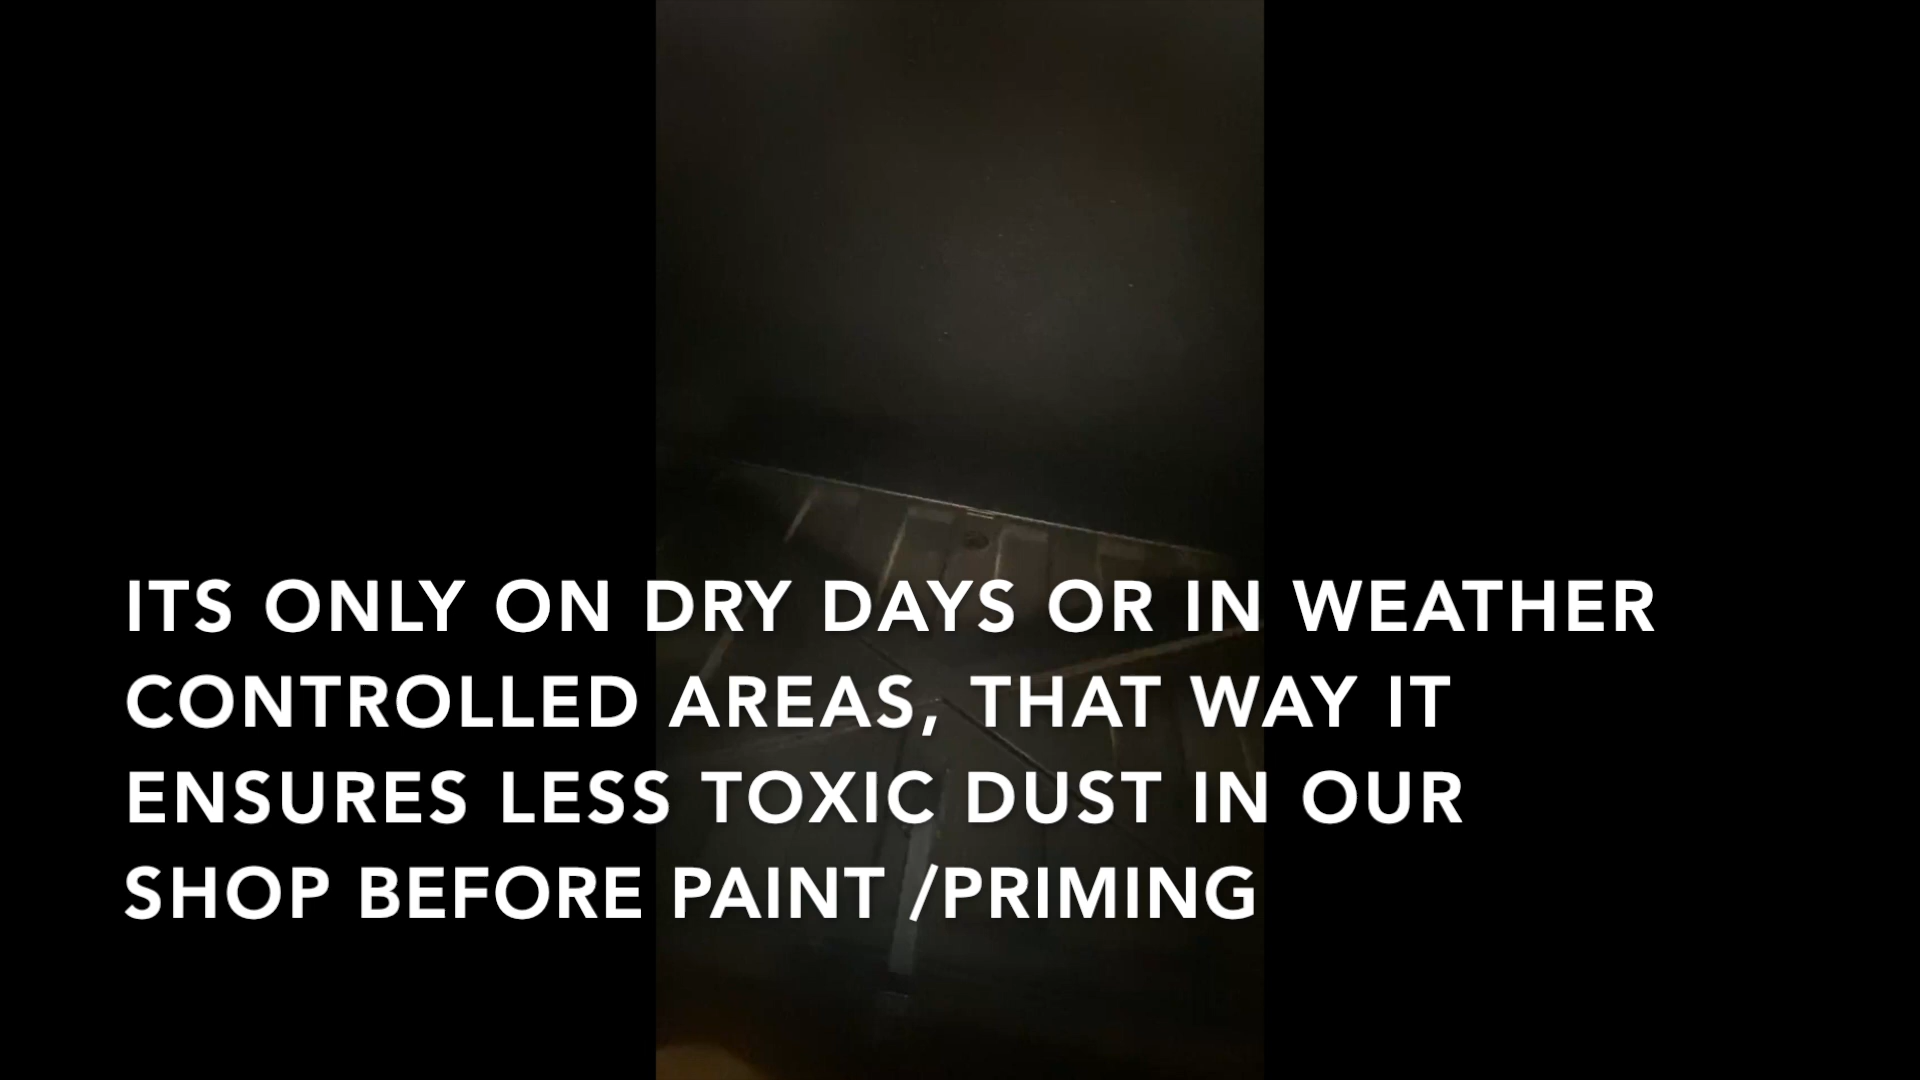 ITS ONLY ON DRY DAYS OR IN WEATHER
CONTROLLED AREAS, THAT WAY IT
ENSURES LESS TOXIC DUST IN OUR
SHOP BEFORE PAINT /PRIMING